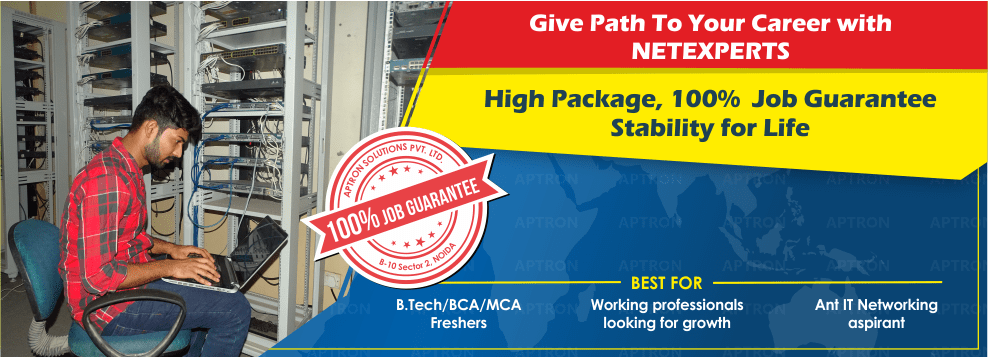 Give Path To Your Career with
NETEXPERTS
High Package, 100% Job Guarantee
Stability for Life
APTRON SOLUTIONS PVT. LTD.
100% JOB GUARANTEE
B-10 Sector 2, NOIDA
BEST FOR
B.Tech/BCA/MCA
Freshers
Working professionals
looking for growth
Ant IT Networking
aspirant
APTRON